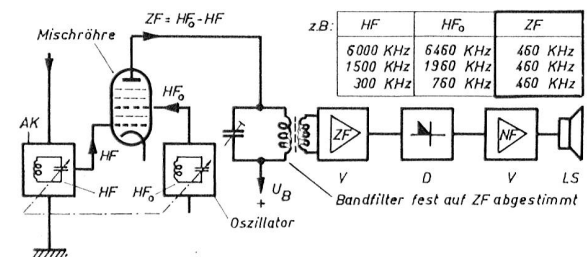 ZF = HF₀-HF
Mischröhre
z.B:
HF HF₀ ZF
6000 KHz 6460 KHz 460 KHz
1500 KHz 1960 KHz 460 KHz
300 KHz 760 KHz 460 KHz
HF₀
AK
HF
ZF
NF
HF
HF₀
+ U_B
V D V LS
Bandfilter fest auf ZF abgestimmt
Oszillator